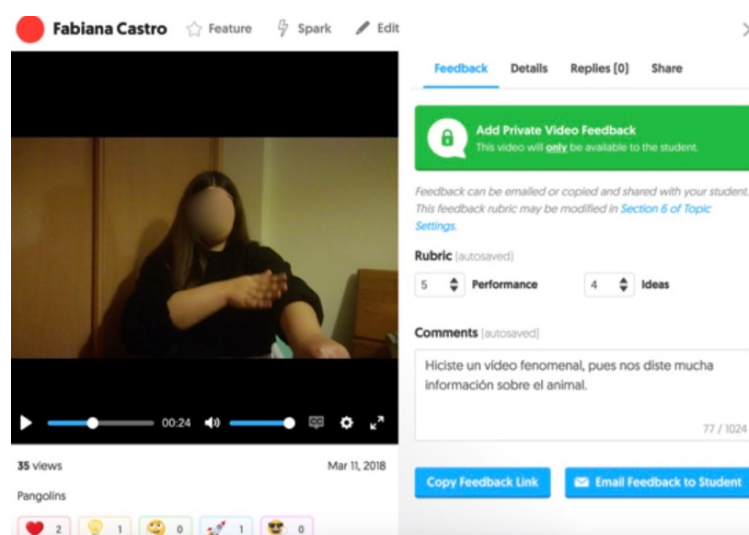 Fabiana Castro Feature Spark Edit
Feedback Details Replies (0) Share
Add Private Video Feedback
This video will only be available to the student.
Feedback can be emailed or copied and shared with your student.
This feedback rubric may be modified in Section 6 of Topic
Settings.
Rubric (autosaved)
5 Performance 4 Ideas
Comments (autosaved)
Hiciste un vídeo fenomenal, pues nos diste mucha
información sobre el animal.
77 / 1024
00:24
CC
35 views Mar 11, 2018
Pangolins
2 1 0 1 0
Copy Feedback Link Email Feedback to Student